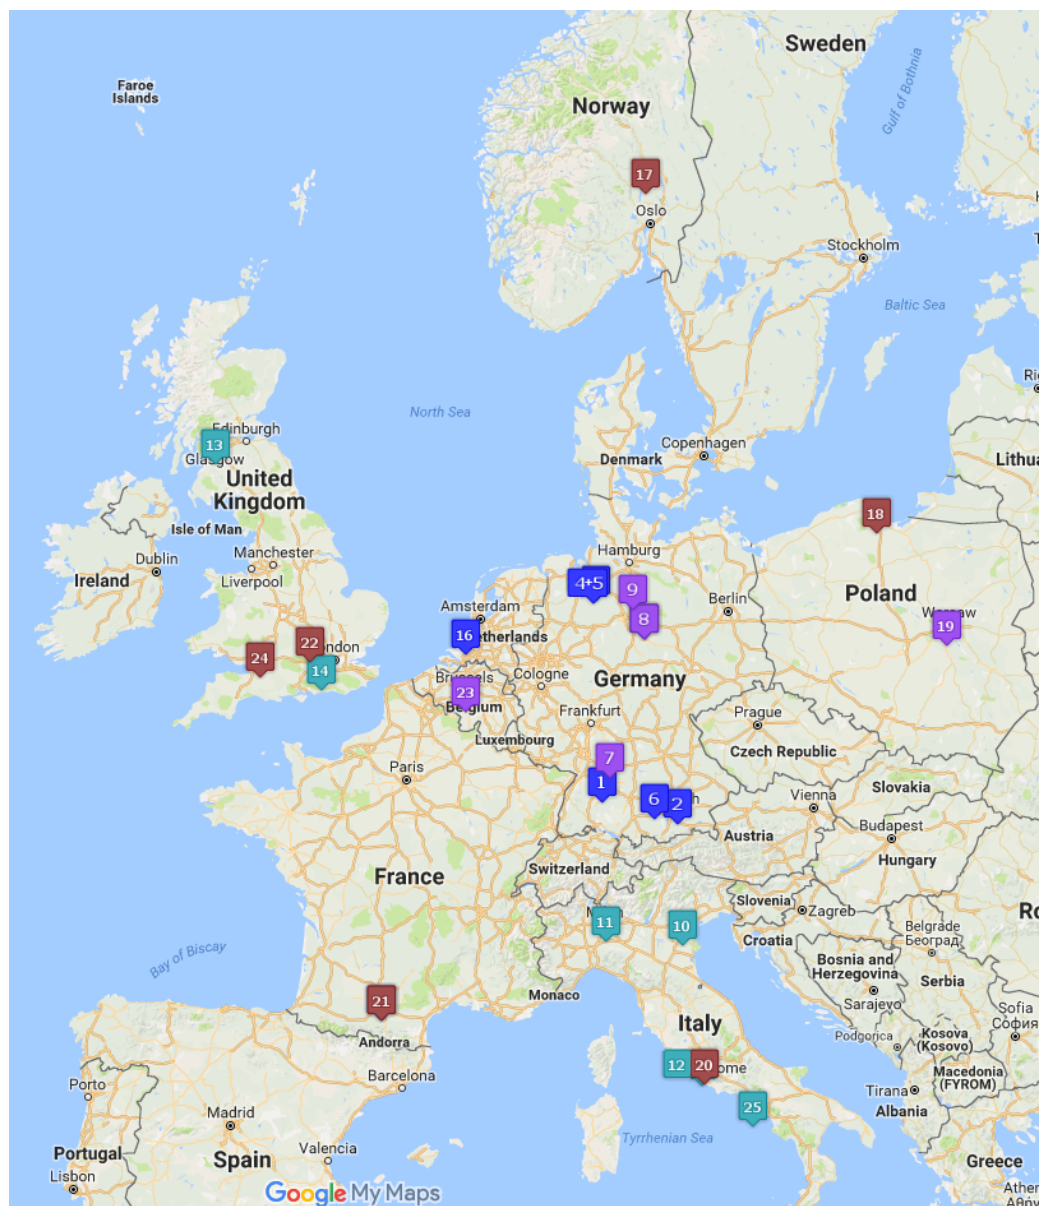 Sweden
Faroe
Islands
Norway
Gulf of Bothnia
17
Oslo
Stockholm
Baltic Sea
North Sea
Edinburgh
13
Glasgow
United
Kingdom
Copenhagen
Denmark
18
Isle of Man
Dublin
Manchester
Ireland
Liverpool
Hamburg
4+5
9
Berlin
Poland
Amsterdam
8
Warsaw
19
16
Netherlands
22
London
24
14
Cologne
Germany
Brussels
23
Belgium
Frankfurt
Prague
Luxembourg
Czech Republic
7
Paris
1
6
2
Vienna
Slovakia
Austria
Budapest
Hungary
France
Switzerland
Slovenia
Zagreb
11
10
Croatia
Belgrade
Београд
Bay of Biscay
Bosnia and
Herzegovina
Serbia
21
Monaco
Sarajevo
Sofia
София
Italy
Andorra
Podgorica
Kosova
(Kosovo)
12
20
Rome
Barcelona
Macedonia
(FYROM)
Porto
Tirana
25
Albania
Madrid
Tyrrhenian Sea
Portugal
Spain
Valencia
Greece
Lisbon
Google My Maps